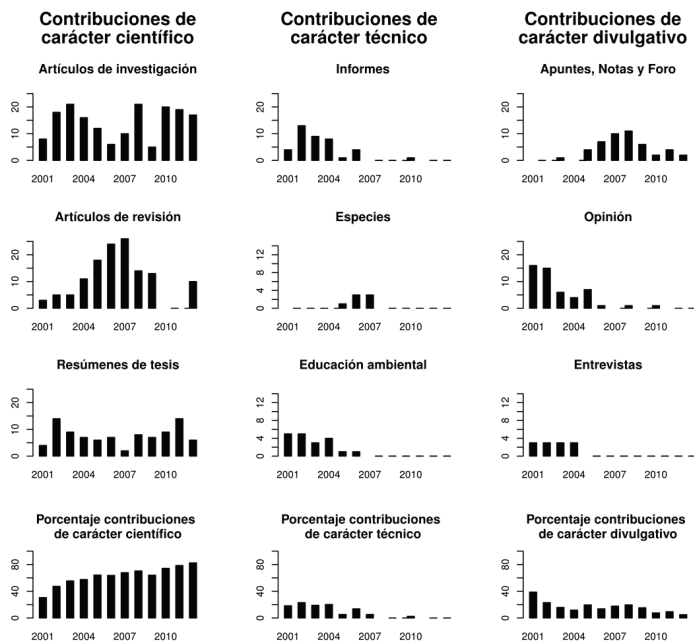 Contribuciones de
carácter científico
Contribuciones de
carácter técnico
Contribuciones de
carácter divulgativo
Artículos de investigación
0 10 20
2001 2004 2007 2010
Informes
0 10 20
2001 2004 2007 2010
Apuntes, Notas y Foro
0 10 20
2001 2004 2007 2010
Artículos de revisión
0 10 20
2001 2004 2007 2010
Especies
0 4 8 12
2001 2004 2007 2010
Opinión
0 10 20
2001 2004 2007 2010
Resúmenes de tesis
0 10 20
2001 2004 2007 2010
Educación ambiental
0 4 8 12
2001 2004 2007 2010
Entrevistas
0 4 8 12
2001 2004 2007 2010
Porcentaje contribuciones
de carácter científico
0 40 80
2001 2004 2007 2010
Porcentaje contribuciones
de carácter técnico
0 40 80
2001 2004 2007 2010
Porcentaje contribuciones
de carácter divulgativo
0 40 80
2001 2004 2007 2010